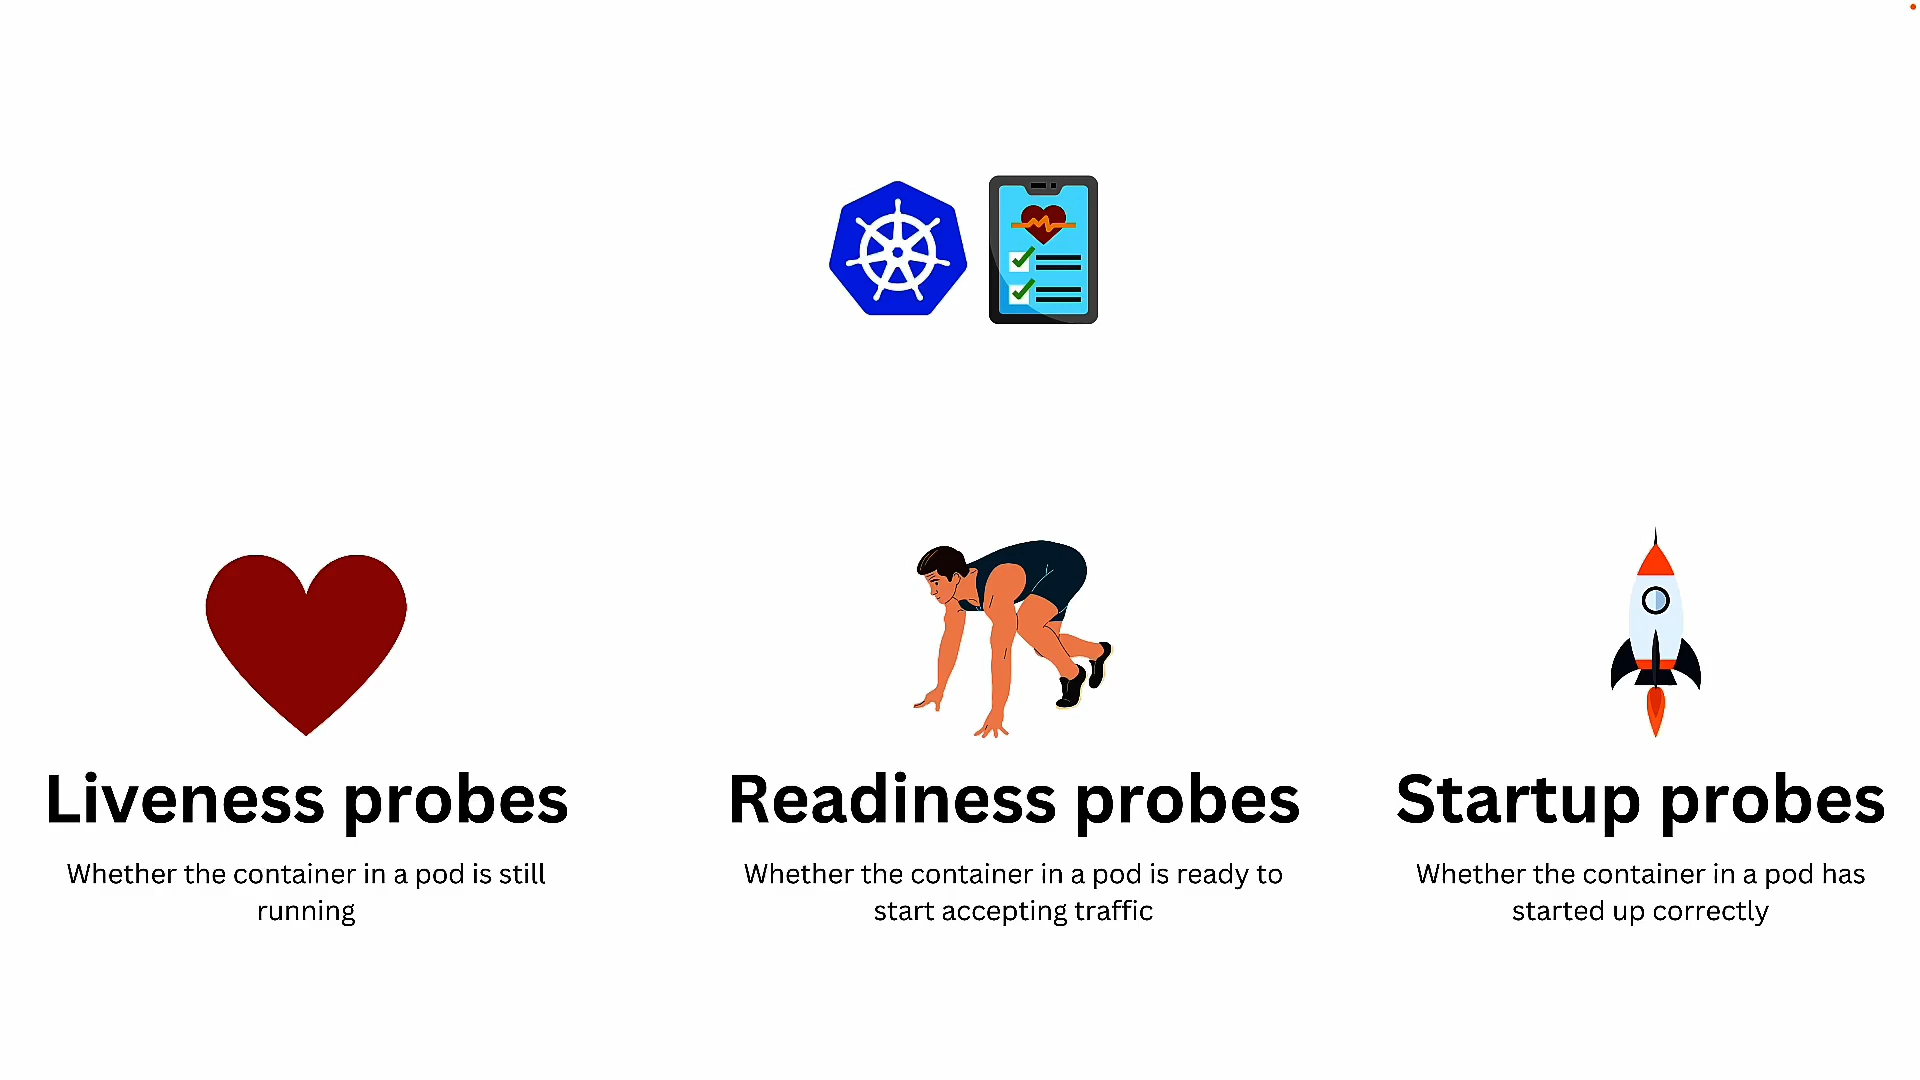 Liveness probes
Whether the container in a pod is still
running
Readiness probes
Whether the container in a pod is ready to
start accepting traffic
Startup probes
Whether the container in a pod has
started up correctly